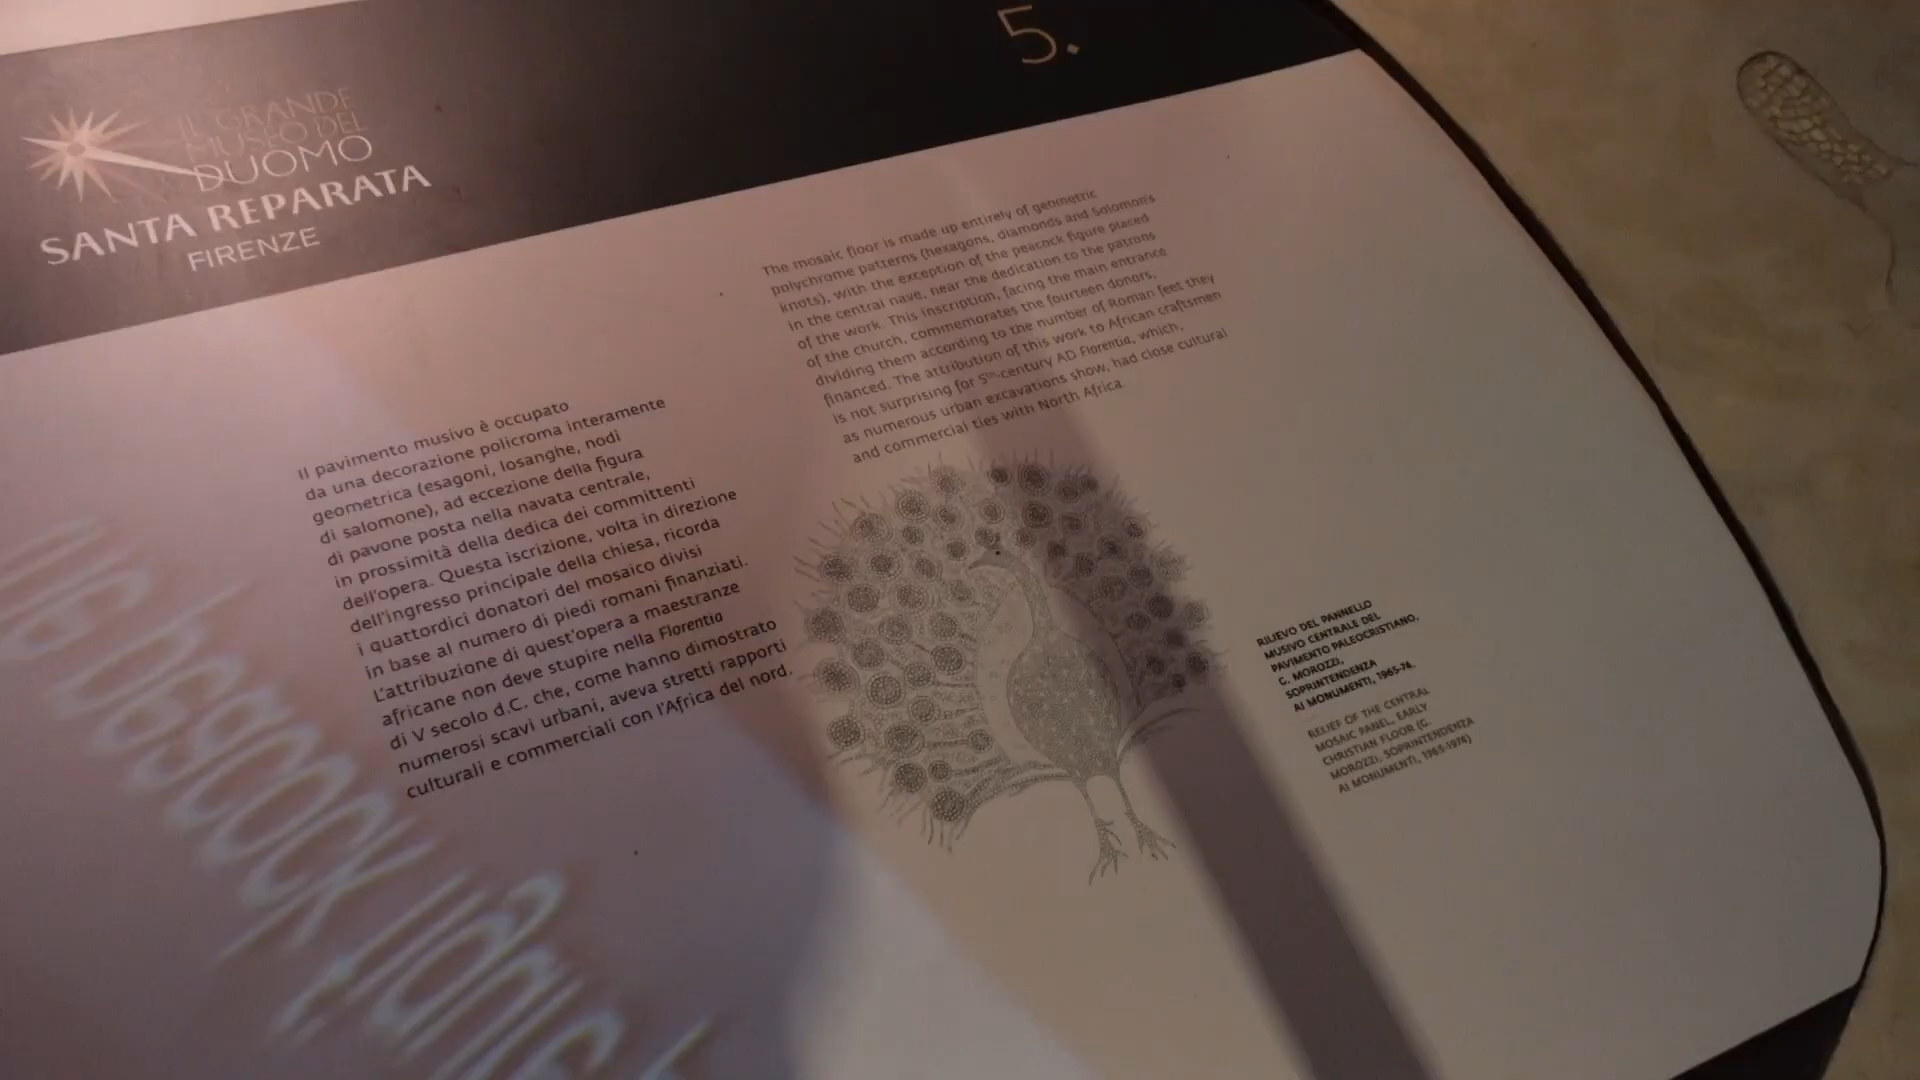 5.
IL GRANDE
MUSEO DEL
DUOMO
SANTA REPARATA
FIRENZE
Il pavimento musivo è occupato
da una decorazione policroma interamente
geometrica (esagoni, losanghe, nodi
di salomone), ad eccezione della figura
di pavone posta nella navata centrale,
in prossimità della dedica dei committenti
dell'opera. Questa iscrizione, volta in direzione
dell'ingresso principale della chiesa, ricorda
i quattordici donatori del mosaico divisi
in base al numero di piedi romani finanziati.
L'attribuzione di quest'opera a maestranze
africane non deve stupire nella Florentia
di V secolo d.C. che, come hanno dimostrato
numerosi scavi urbani, aveva stretti rapporti
culturali e commerciali con l'Africa del nord.
The mosaic floor is made up entirely of geometric
polychrome patterns (hexagons, diamonds and Solomon's
knots), with the exception of the peacock figure placed
in the central nave, near the dedication to the patrons
of the work. This inscription, facing the main entrance
of the church, commemorates the fourteen donors,
dividing them according to the number of Roman feet they
financed. The attribution of this work to African craftsmen
is not surprising for 5th-century AD Florentia, which,
as numerous urban excavations show, had close cultural
and commercial ties with North Africa.
RILIEVO DEL PANNELLO
MUSIVO CENTRALE DEL
PAVIMENTO PALEOCRISTIANO.
G. MOROZZI,
SOPRINTENDENZA
AI MONUMENTI, 1965-74.
RELIEF OF THE CENTRAL
MOSAIC PANEL, EARLY
CHRISTIAN FLOOR (G.
MOROZZI, SOPRINTENDENZA
AI MONUMENTI, 1965-1974)